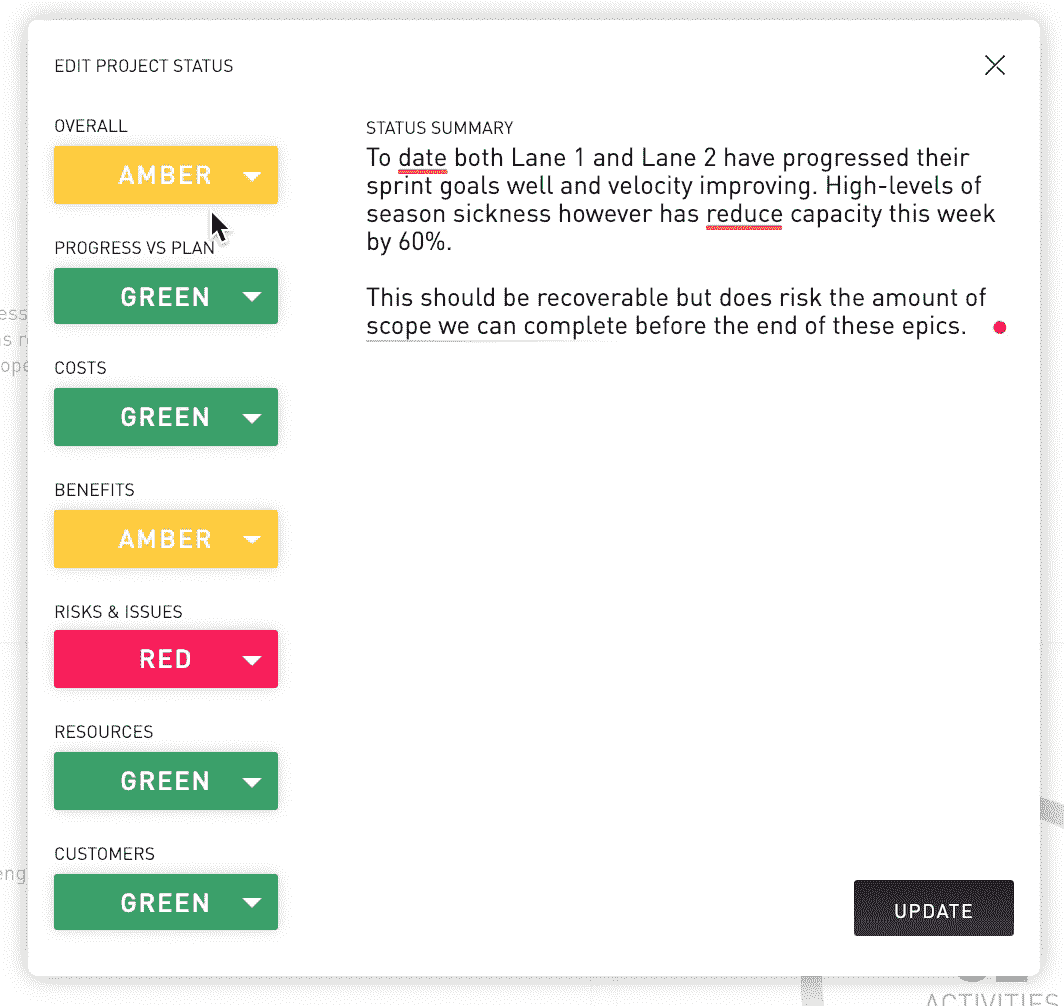 EDIT PROJECT STATUS
OVERALL
AMBER
PROGRESS VS PLAN
GREEN
COSTS
GREEN
BENEFITS
AMBER
RISKS & ISSUES
RED
RESOURCES
GREEN
CUSTOMERS
GREEN
STATUS SUMMARY
To date both Lane 1 and Lane 2 have progressed their
sprint goals well and velocity improving. High-levels of
season sickness however has reduce capacity this week
by 60%.
This should be recoverable but does risk the amount of
scope we can complete before the end of these epics.
UPDATE
ACTIVITIES